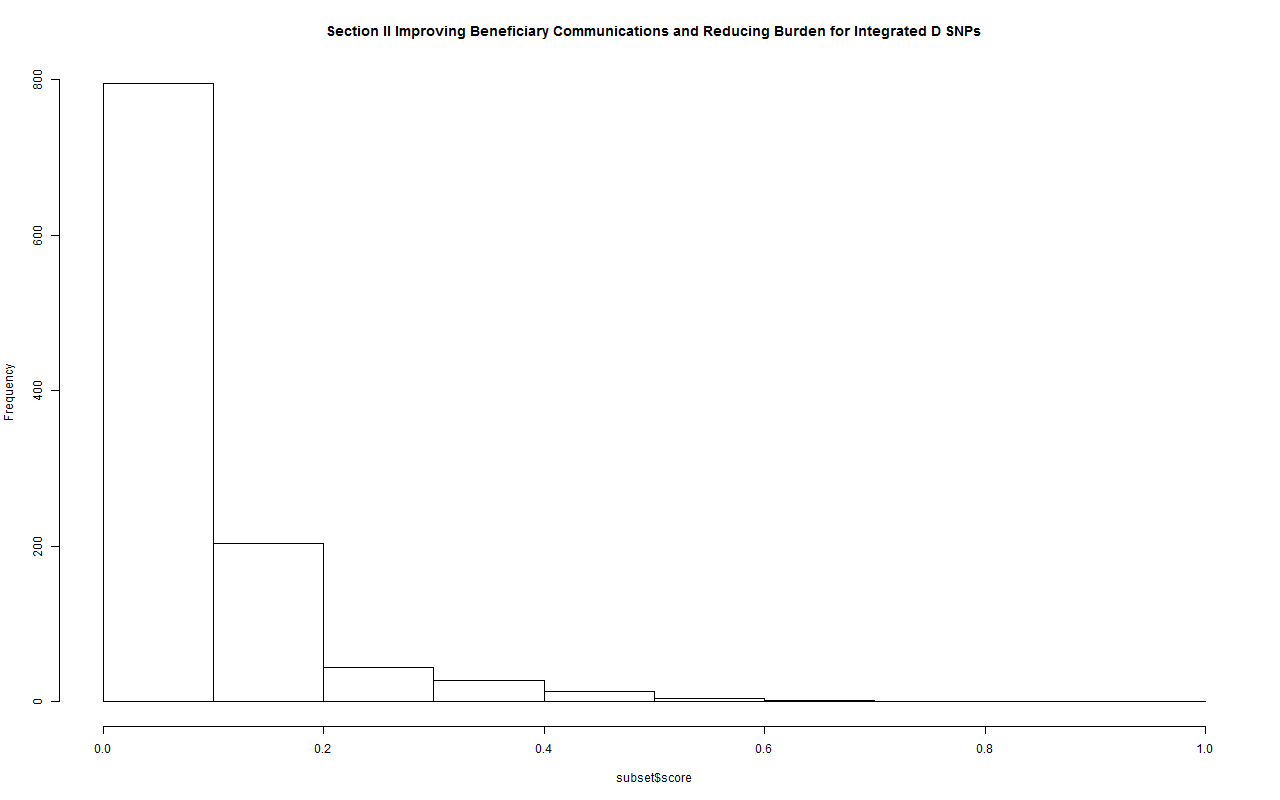 Section II Improving Beneficiary Communications and Reducing Burden for Integrated D SNPs
800
600
400
200
0
Frequency
0.0 0.2 0.4 0.6 0.8 1.0
subset$score